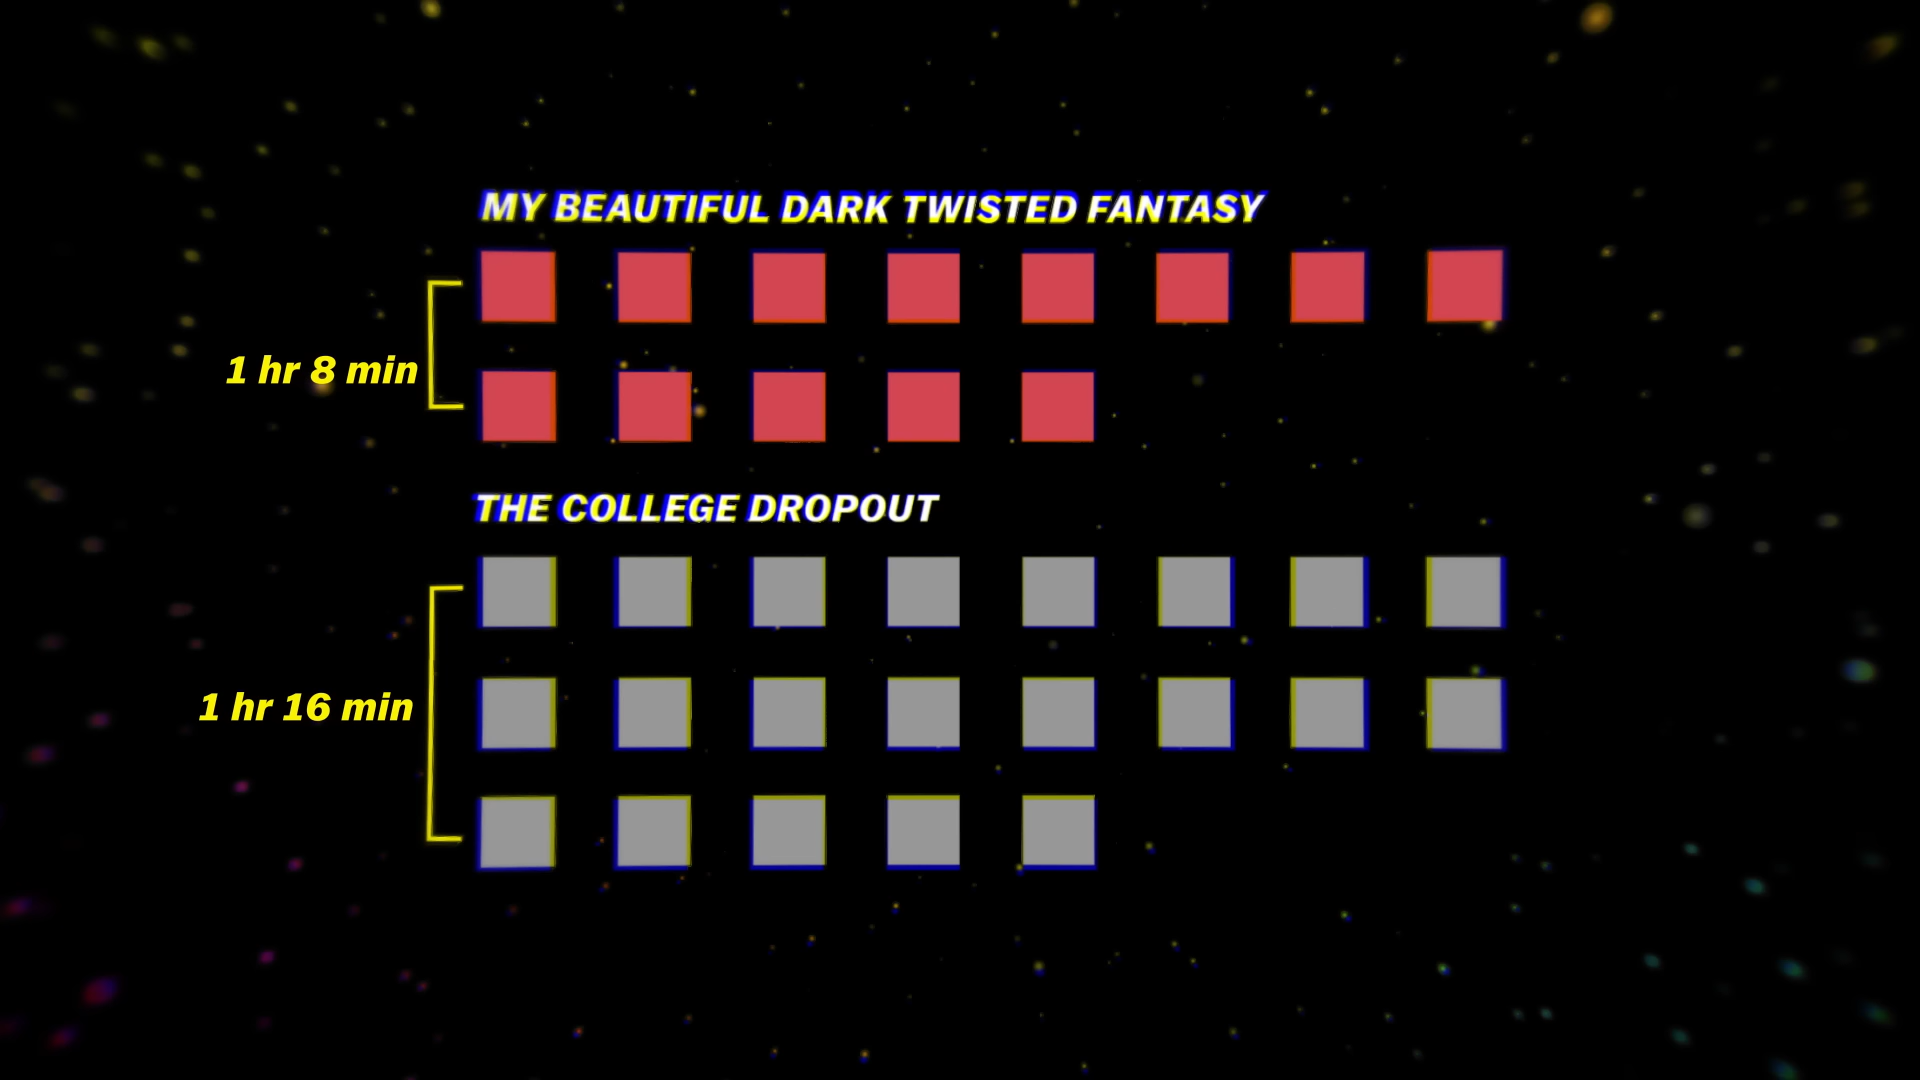 MY BEAUTIFUL DARK TWISTED FANTASY
1 hr 8 min
THE COLLEGE DROPOUT
1 hr 16 min